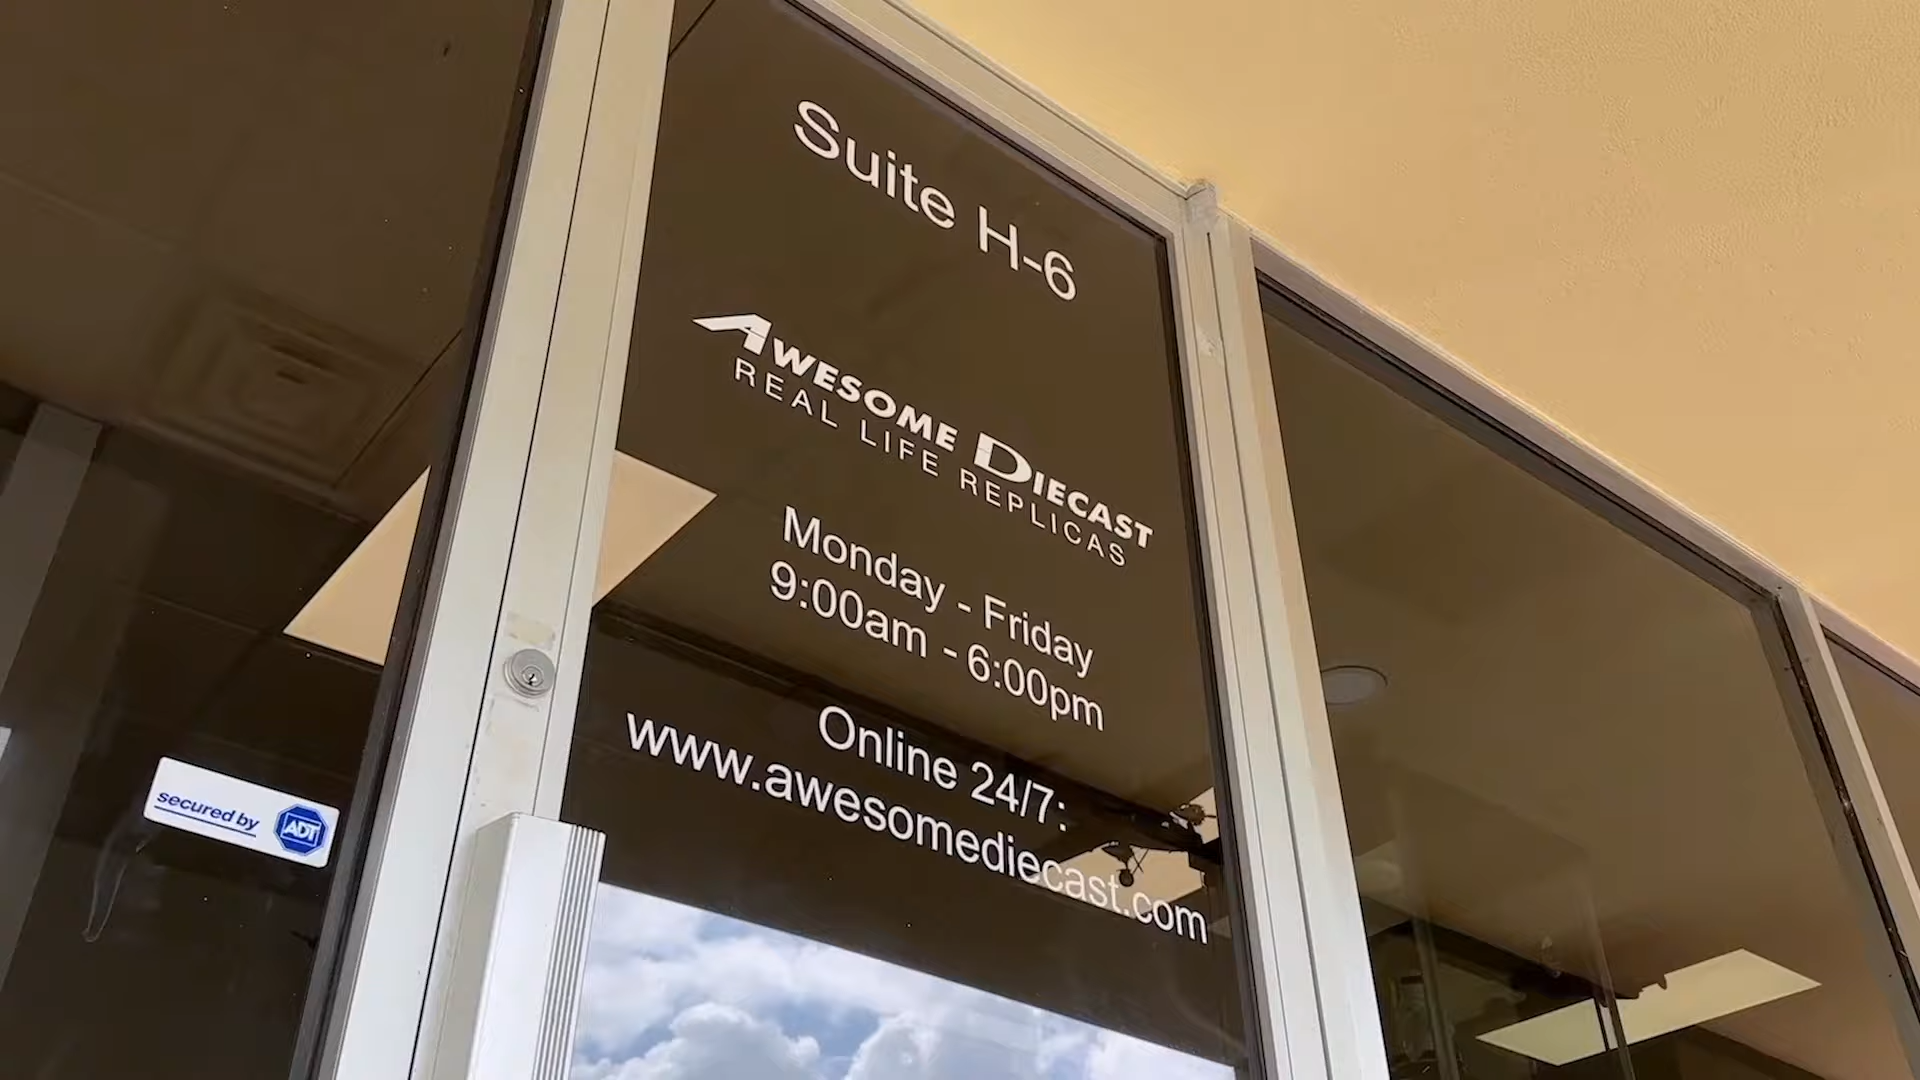 Suite H-6
AWESOME DIECAST
REAL LIFE REPLICAS
Monday - Friday
9:00am - 6:00pm
Online 24/7:
www.awesomediecast.com
secured by ADT